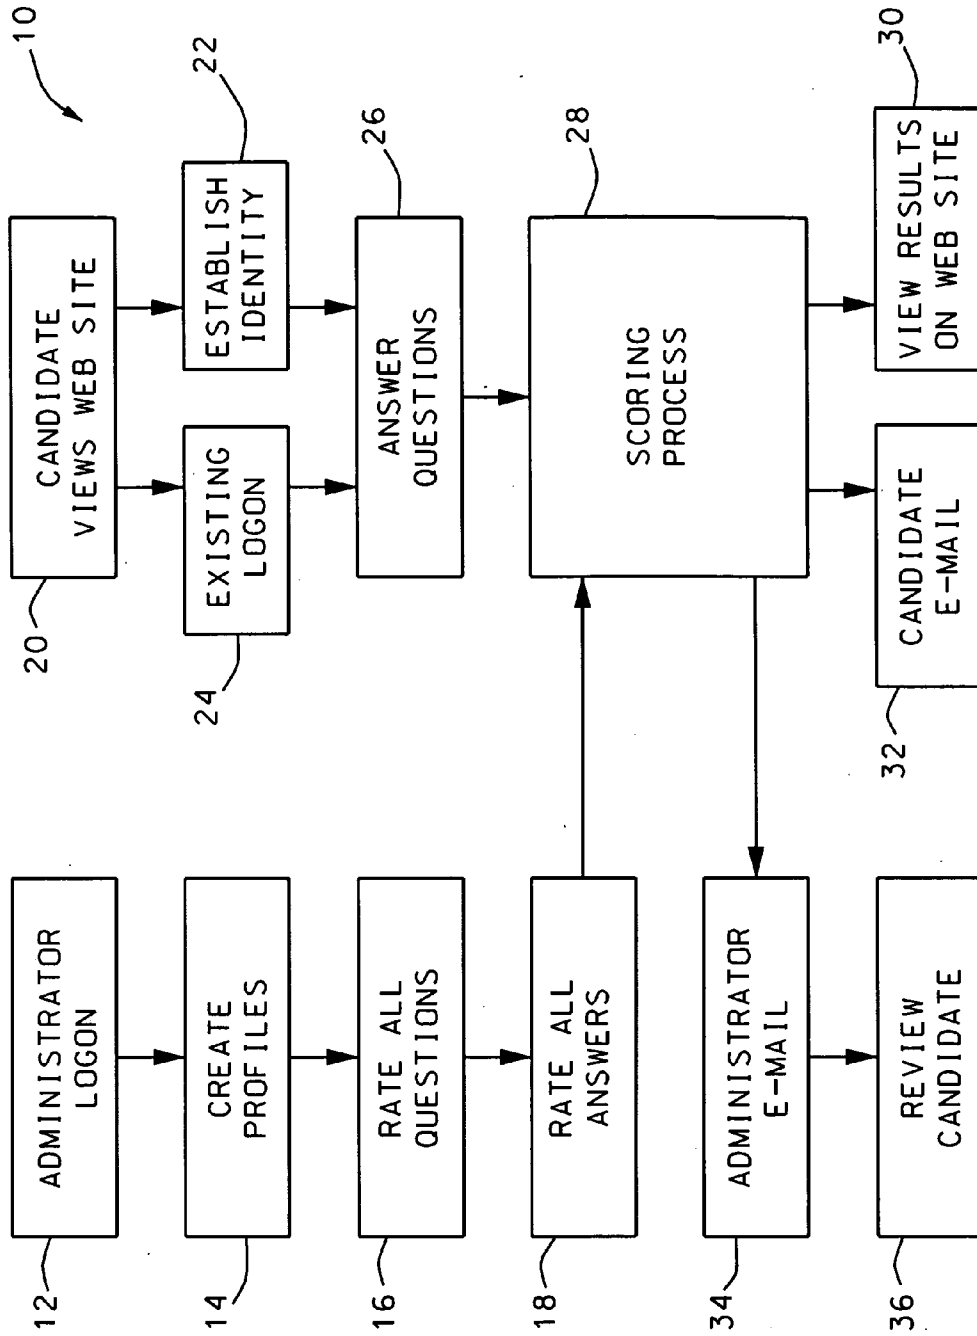 10
12
ADMINISTRATOR
LOGON
14
CREATE
PROFILES
16
RATE ALL
QUESTIONS
18
RATE ALL
ANSWERS
34
ADMINISTRATOR
E-MAIL
36
REVIEW
CANDIDATE
20
CANDIDATE
VIEWS WEB SITE
24
EXISTING
LOGON
22
ESTABLISH
IDENTITY
26
ANSWER
QUESTIONS
28
SCORING
PROCESS
32
CANDIDATE
E-MAIL
30
VIEW RESULTS
ON WEB SITE